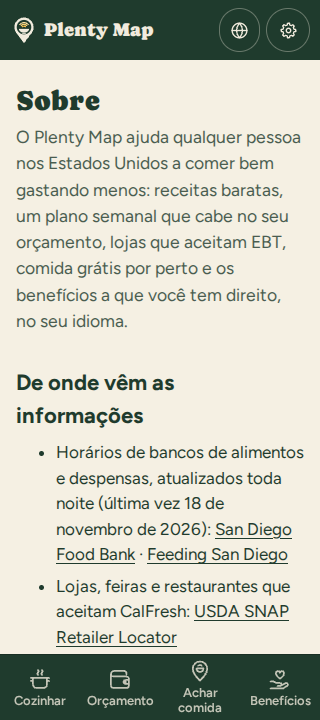 Plenty Map
Sobre
O Plenty Map ajuda qualquer pessoa
nos Estados Unidos a comer bem
gastando menos: receitas baratas,
um plano semanal que cabe no seu
orçamento, lojas que aceitam EBT,
comida grátis por perto e os
benefícios a que você tem direito,
no seu idioma.
De onde vêm as
informações
• Horários de bancos de alimentos
e despensas, atualizados toda
noite (última vez 18 de
novembro de 2026): San Diego
Food Bank · Feeding San Diego
• Lojas, feiras e restaurantes que
aceitam CalFresh: USDA SNAP
Retailer Locator
Cozinhar
Orçamento
Achar
comida
Benefícios